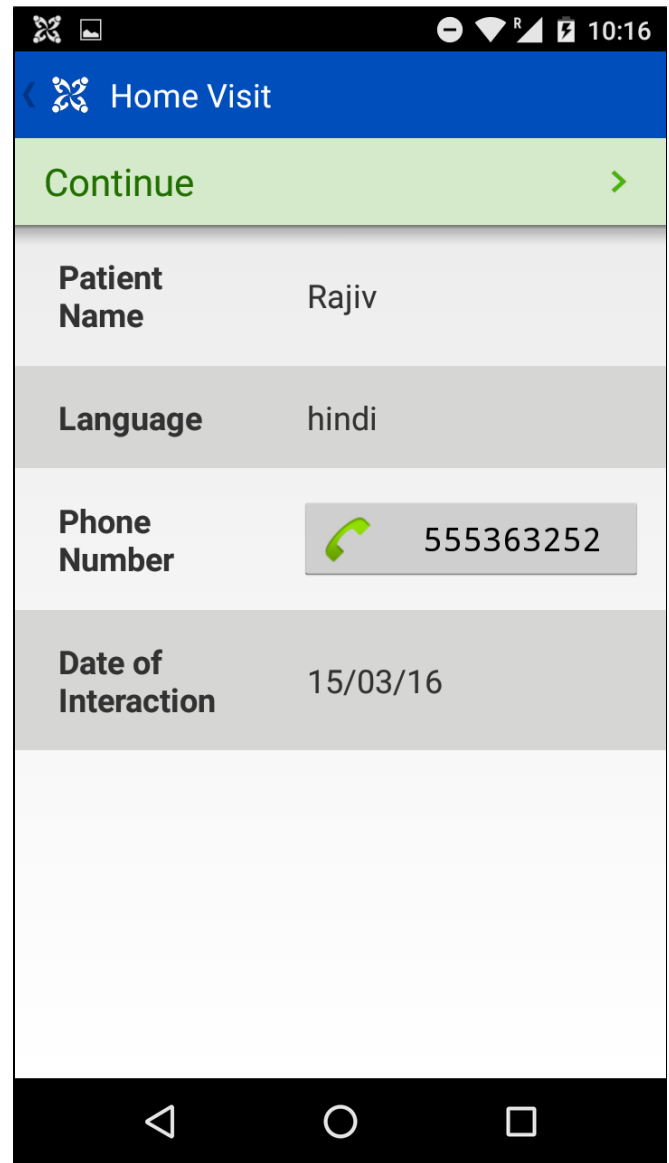 R 10:16
Home Visit
Continue
Patient
Name
Rajiv
Language
hindi
Phone
Number
555363252
Date of
Interaction
15/03/16